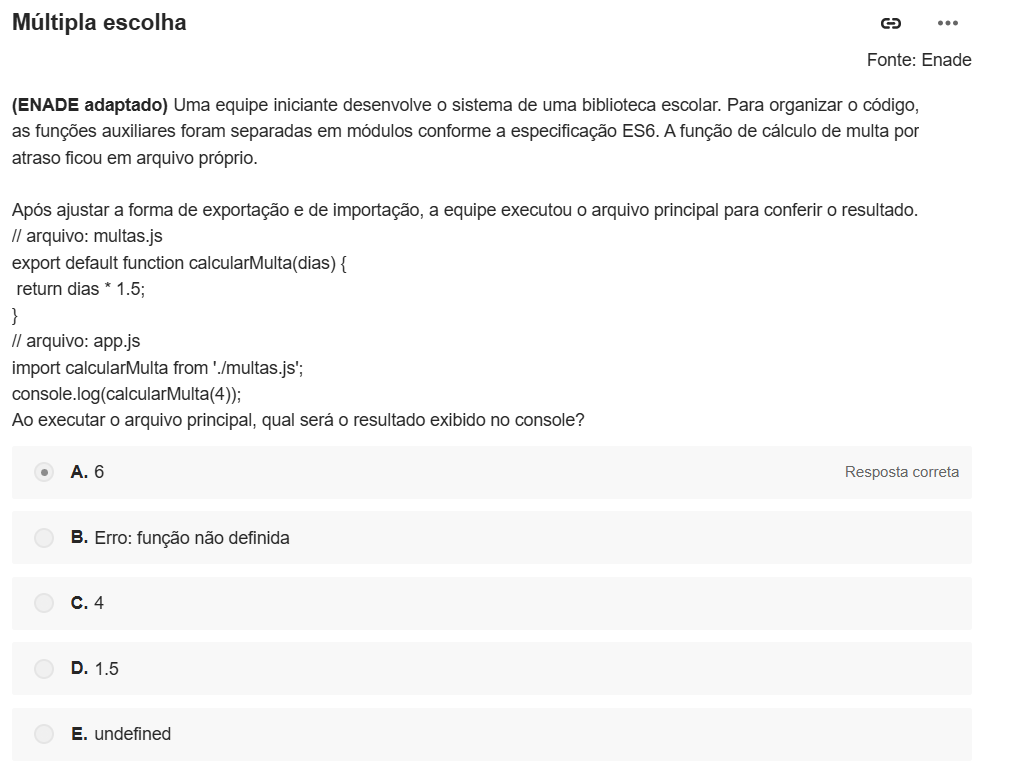 Múltipla escolha
Fonte: Enade
(ENADE adaptado) Uma equipe iniciante desenvolve o sistema de uma biblioteca escolar. Para organizar o código,
as funções auxiliares foram separadas em módulos conforme a especificação ES6. A função de cálculo de multa por
atraso ficou em arquivo próprio.
Após ajustar a forma de exportação e de importação, a equipe executou o arquivo principal para conferir o resultado.
// arquivo: multas.js
export default function calcularMulta(dias) {
return dias * 1.5;
}
// arquivo: app.js
import calcularMulta from './multas.js';
console.log(calcularMulta(4));
Ao executar o arquivo principal, qual será o resultado exibido no console?
A. 6 Resposta correta
B. Erro: função não definida
C. 4
D. 1.5
E. undefined